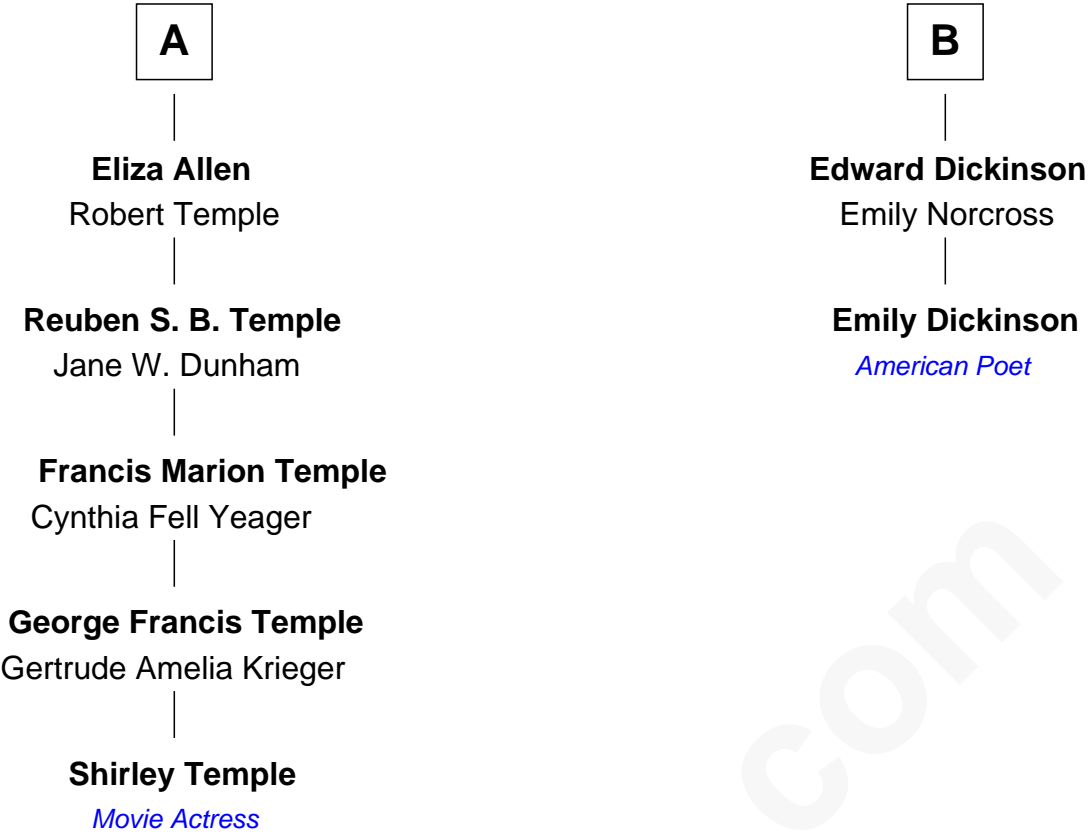 A
Eliza Allen
Robert Temple
Reuben S. B. Temple
Jane W. Dunham
Francis Marion Temple
Cynthia Fell Yeager
George Francis Temple
Gertrude Amelia Krieger
Shirley Temple
Movie Actress
B
Edward Dickinson
Emily Norcross
Emily Dickinson
American Poet
com